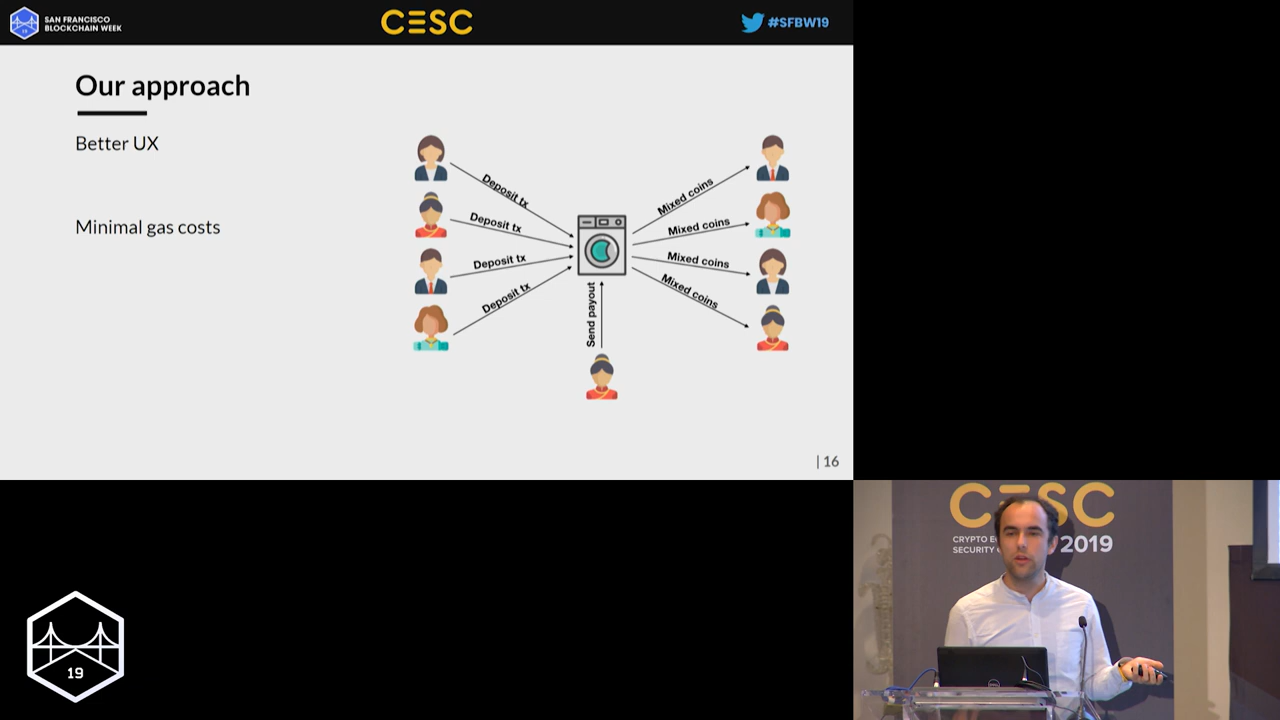 SAN FRANCISCO
BLOCKCHAIN WEEK
19
CESC
#SFBW19
Our approach
Better UX
Minimal gas costs
Deposit tx
Deposit tx
Deposit tx
Deposit tx
Mixed coins
Mixed coins
Mixed coins
Mixed coins
Send payout
| 16
CESC
CRYPTO E
SECURITY
2019
19